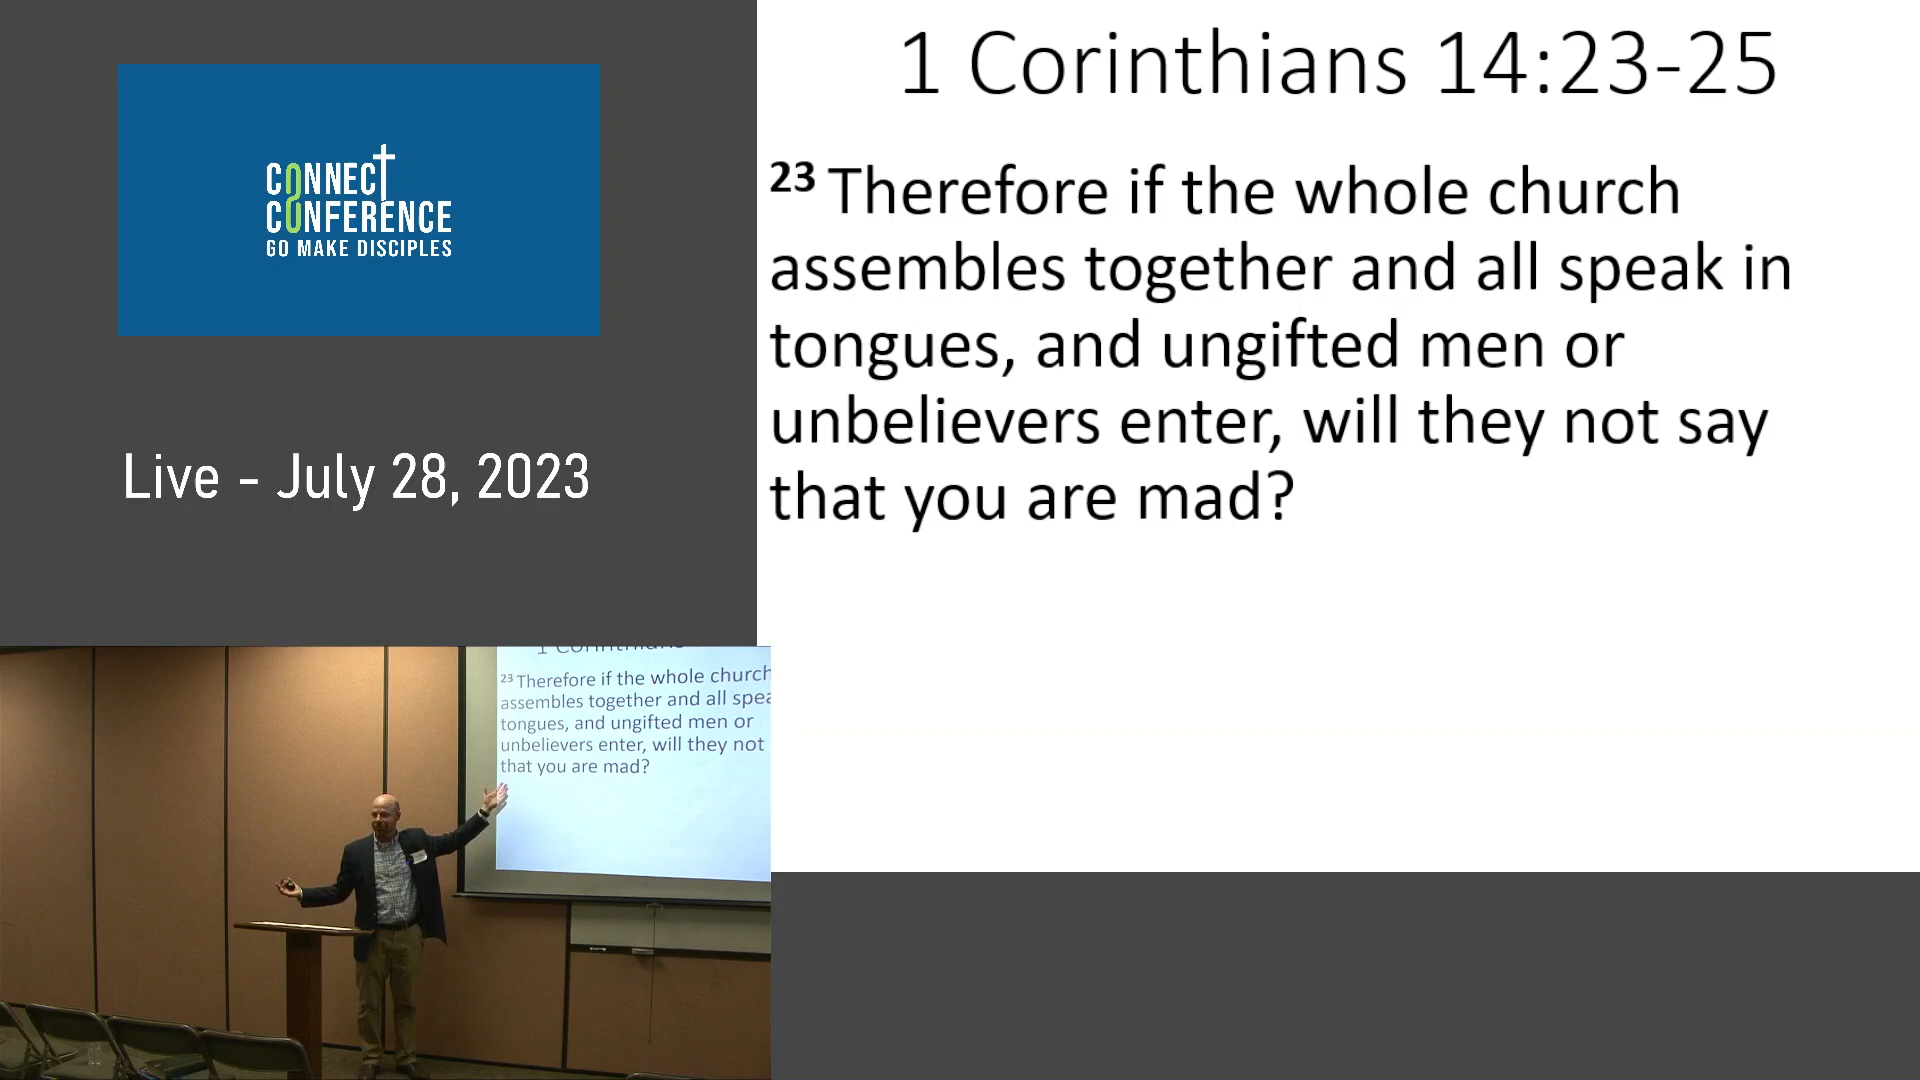 CONNECT
CONFERENCE
GO MAKE DISCIPLES
Live - July 28, 2023
1 Corinthians 14:23-25
23 Therefore if the whole church
assembles together and all speak in
tongues, and ungifted men or
unbelievers enter, will they not say
that you are mad?
1 Corinthians
23 Therefore if the whole church
assembles together and all spea
tongues, and ungifted men or
unbelievers enter, will they not
that you are mad?